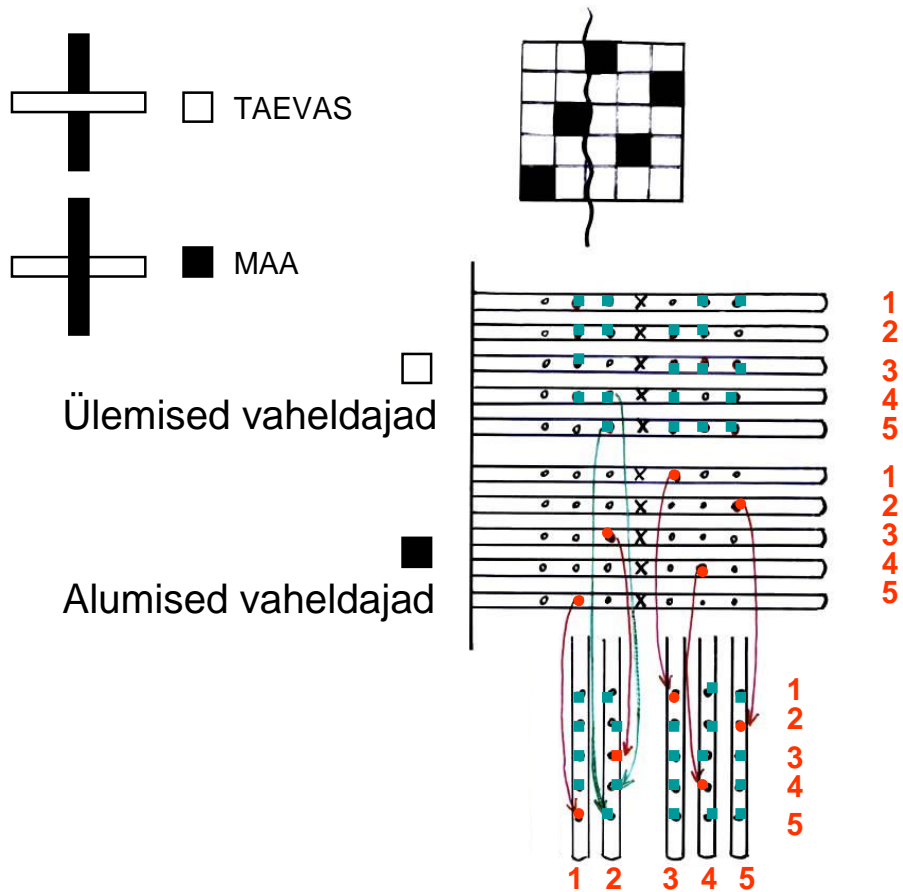 TAEVAS
MAA
Ülemised vaheldajad
Alumised vaheldajad
X 1
X 2
X 3
X 4
X 5
X 1
X 2
X 3
X 4
X 5
1
2
3
4
5
1 2 3 4 5